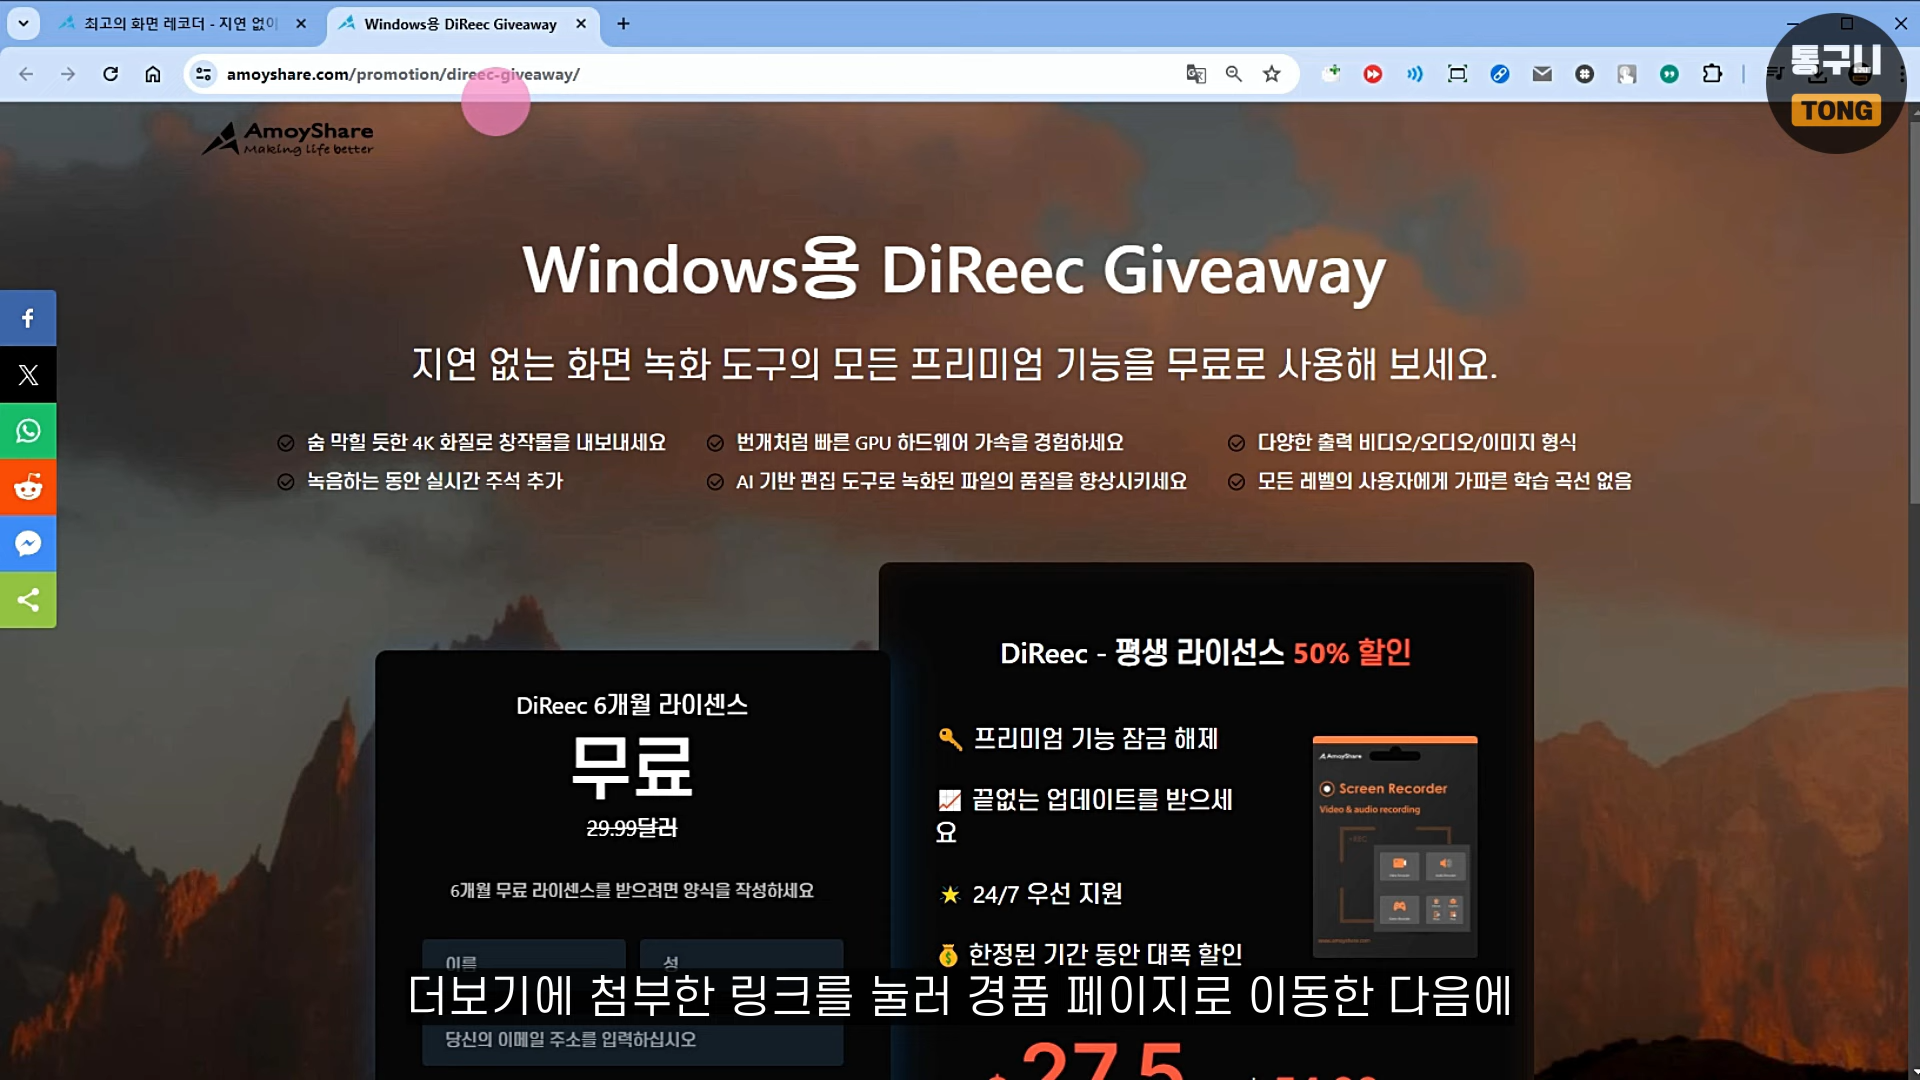 최고의 화면 레코더 - 지연 없이
Windows용 DiReec Giveaway
amoyshare.com/promotion/direec-giveaway/
통구니
TONG
AmoyShare
Making life better
Windows용 DiReec Giveaway
지연 없는 화면 녹화 도구의 모든 프리미엄 기능을 무료로 사용해 보세요.
숨 막힐 듯한 4K 화질로 창작물을 내보내세요
번개처럼 빠른 GPU 하드웨어 가속을 경험하세요
다양한 출력 비디오/오디오/이미지 형식
녹음하는 동안 실시간 주석 추가
AI 기반 편집 도구로 녹화된 파일의 품질을 향상시키세요
모든 레벨의 사용자에게 가파른 학습 곡선 없음
DiReec 6개월 라이센스
무료
29.99달러
6개월 무료 라이센스를 받으려면 양식을 작성하세요
이름
성
당신의 이메일 주소를 입력하십시오
DiReec - 평생 라이선스 50% 할인
프리미엄 기능 잠금 해제
끝없는 업데이트를 받으세
요
24/7 우선 지원
한정된 기간 동안 대폭 할인
AmoyShare
Screen Recorder
Video & audio recording
27.5
더보기에 첨부한 링크를 눌러 경품 페이지로 이동한 다음에